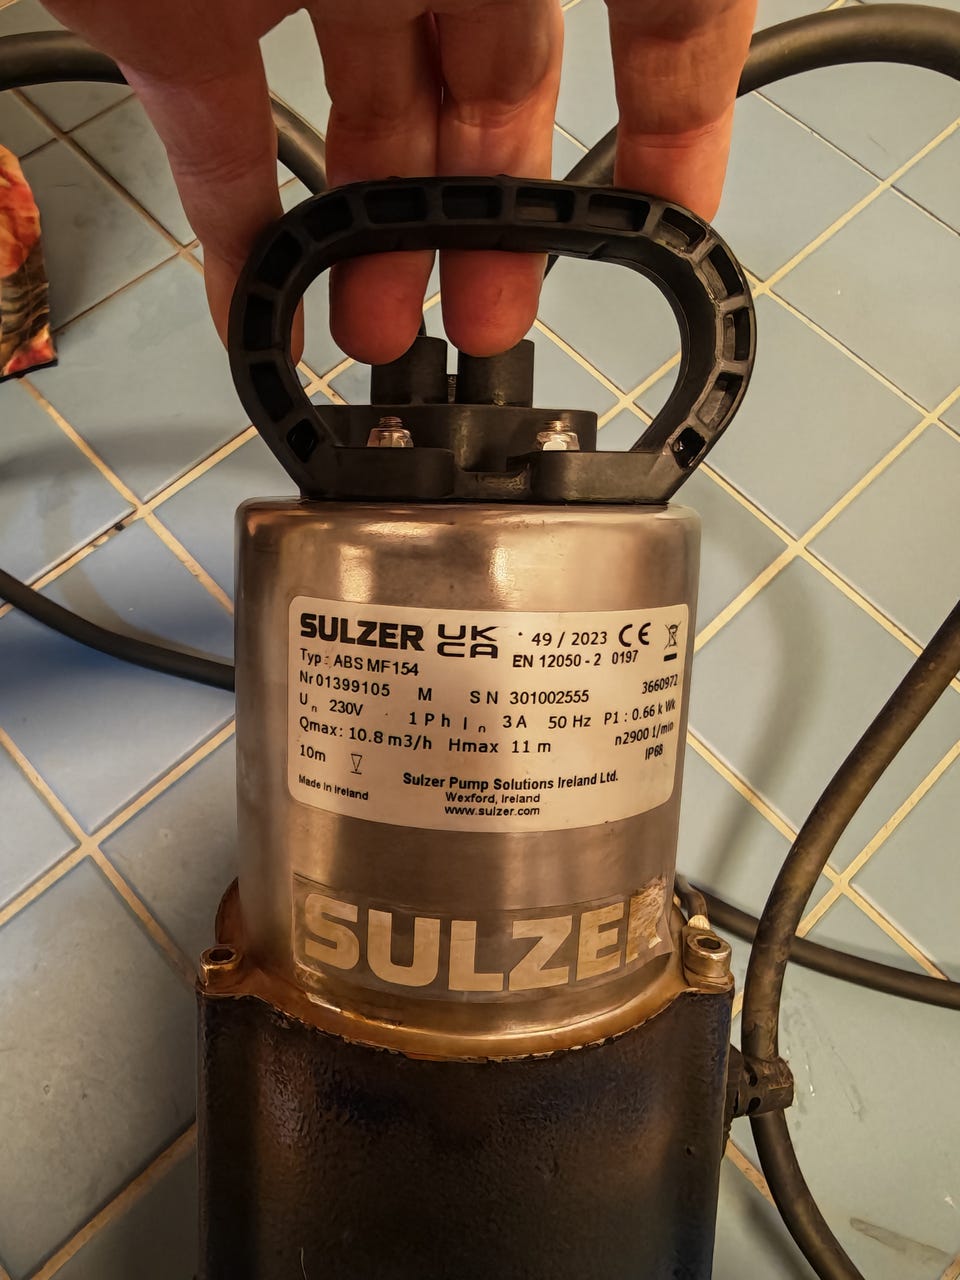 SULZER UK CA 49 / 2023 CE
Typ: ABS MF154 EN 12050-2 0197
Nr 01399105 M SN 301002555 3660972
Un 230V 1Ph In 3A 50 Hz P1: 0.66 kW
Qmax: 10.8 m3/h Hmax 11 m n2900 1/min
10m IP68
Sulzer Pump Solutions Ireland Ltd.
Made in Ireland Wexford, Ireland
www.sulzer.com
SULZER